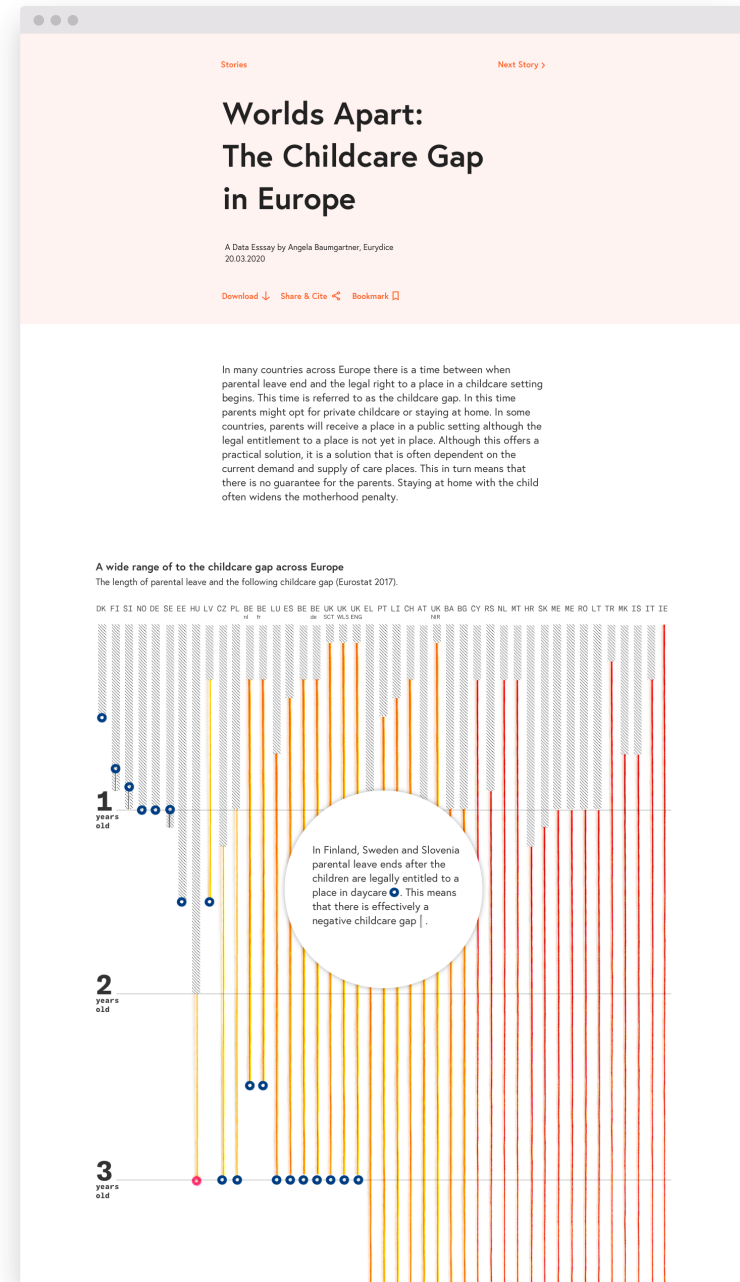 Stories
Next Story
Worlds Apart:
The Childcare Gap
in Europe
A Data Esssay by Angela Baumgartner, Eurydice
20.03.2020
Download
Share & Cite
Bookmark
In many countries across Europe there is a time between when
parental leave end and the legal right to a place in a childcare setting
begins. This time is referred to as the childcare gap. In this time
parents might opt for private childcare or staying at home. In some
countries, parents will receive a place in a public setting although the
legal entitlement to a place is not yet in place. Although this offers a
practical solution, it is a solution that is often dependent on the
current demand and supply of care places. This in turn means that
there is no guarantee for the parents. Staying at home with the child
often widens the motherhood penalty.
A wide range of to the childcare gap across Europe
The length of parental leave and the following childcare gap (Eurostat 2017).
DK FI SI NO DE SE EE HU LV CZ PL BE BE LU ES BE BE UK UK UK EL PT LI CH AT UK BA BG CY RS NL MT HR SK ME ME RO LT TR MK IS IT IE
nl fr de SCT WLS ENG NIR
1
years
old
In Finland, Sweden and Slovenia
parental leave ends after the
children are legally entitled to a
place in daycare . This means
that there is effectively a
negative childcare gap | .
2
years
old
3
years
old